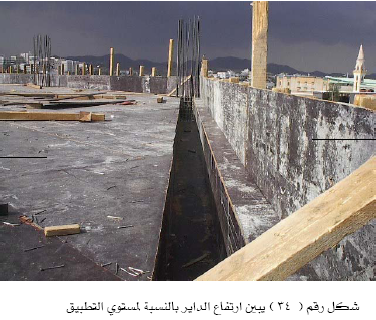 شكل رقم ( ٣٤ ) يبين ارتفاع الداير بالنسبة لمستوي التطبيق